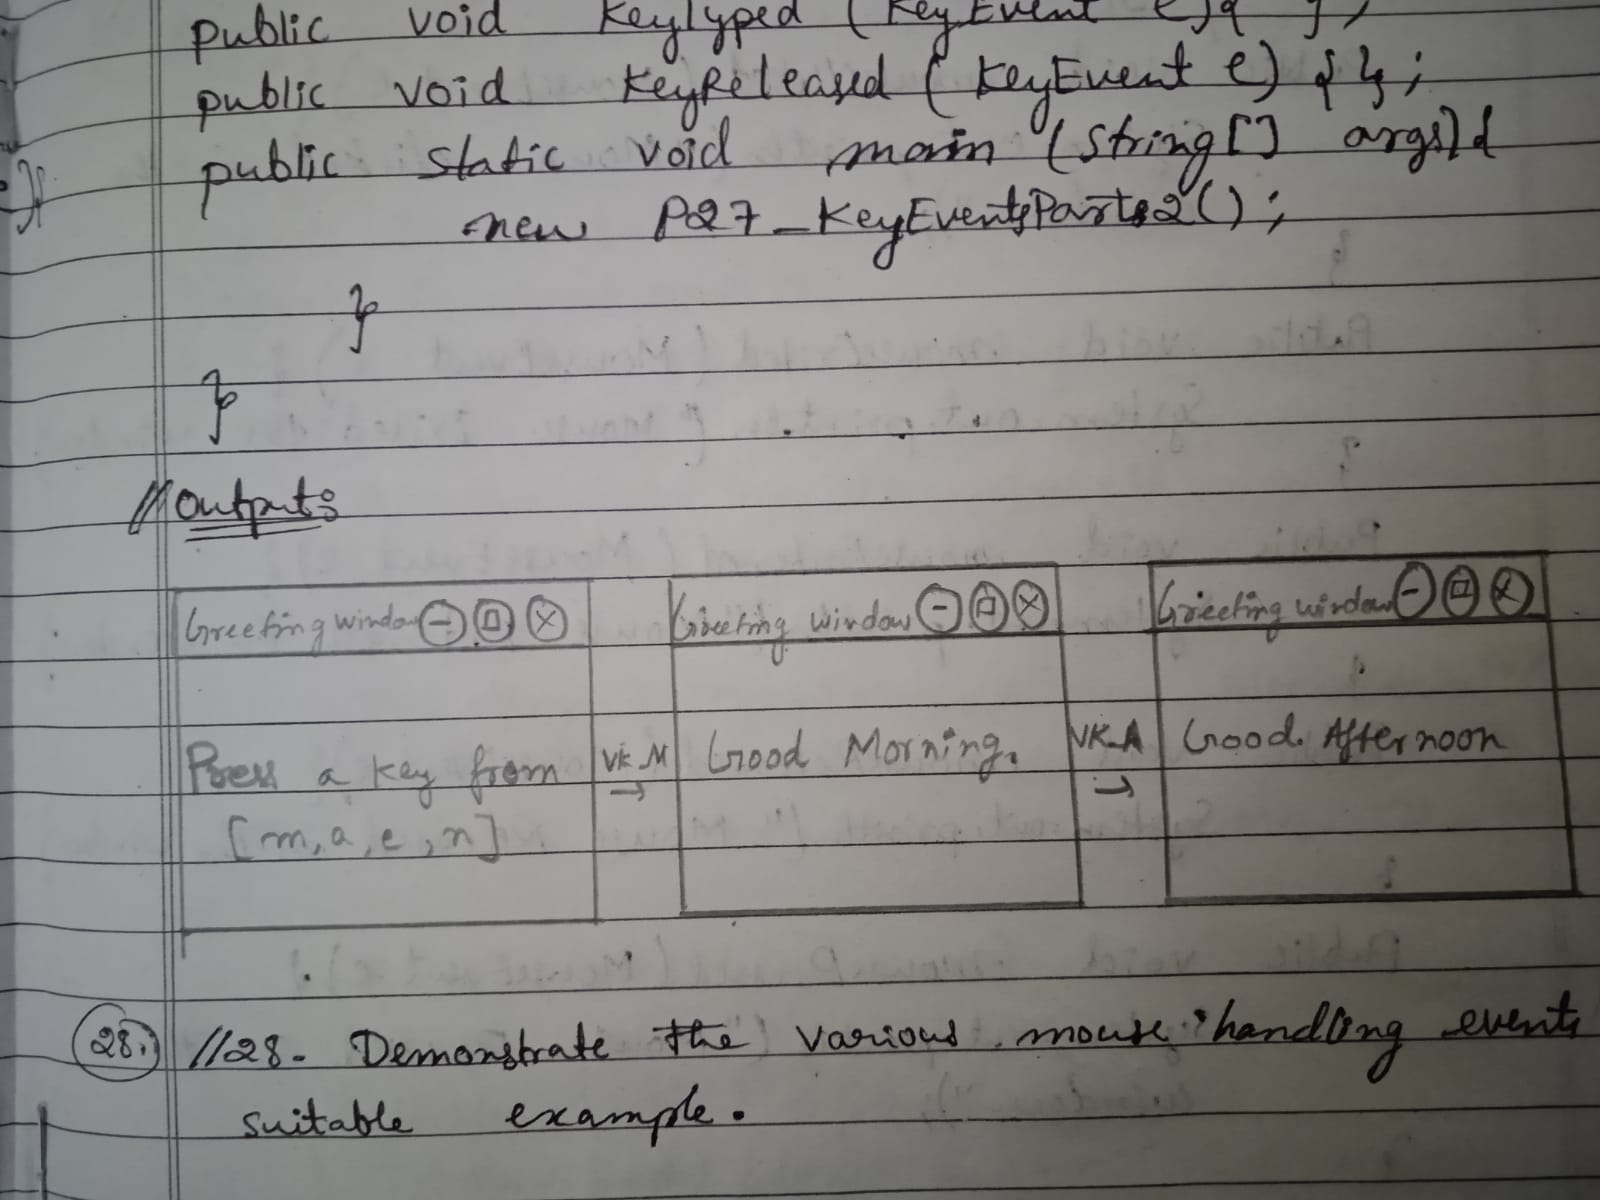 public void keyTyped (KeyEvent e){ };
public void KeyReleased (KeyEvent e) { };
public static void main (String[] args){
new P27_KeyEventsParts2();
}
}
// Outputs
Greeting window
Press a key from
[m, a, e, n]
VK_M
→
Greeting window
Good Morning.
VK_A
→
Greeting window
Good Afternoon
28.) //28. Demonstrate the various mouse handling events
suitable example.